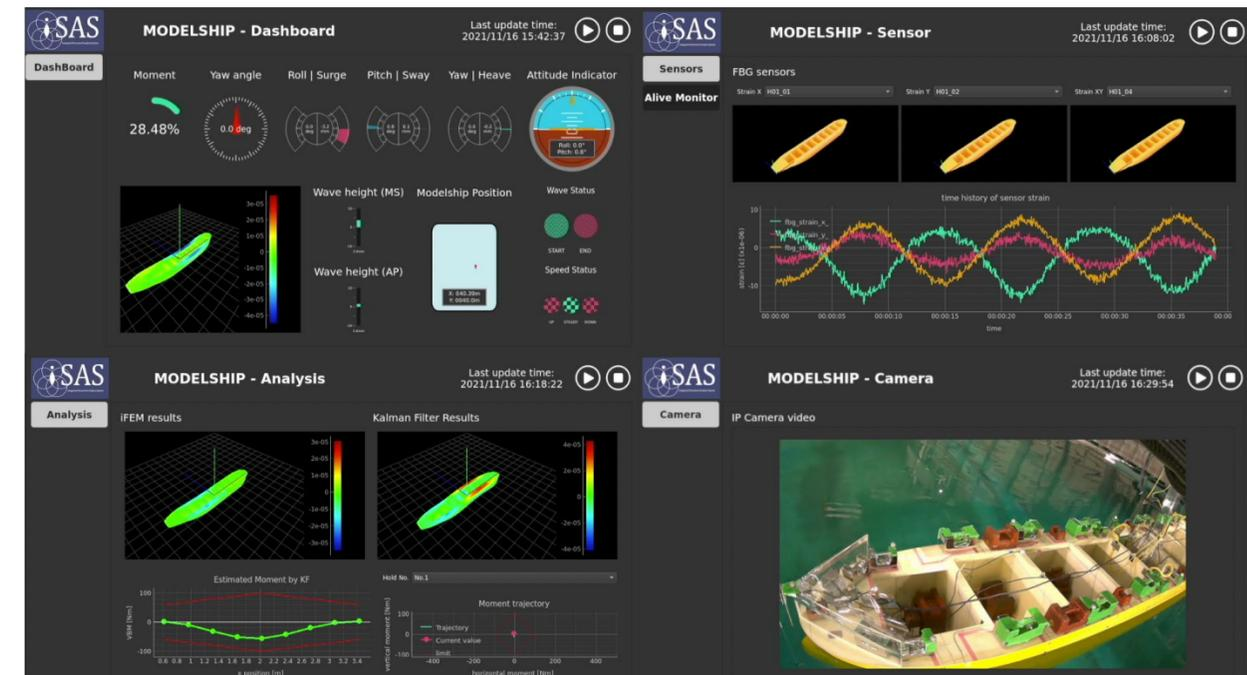 iSAS
MODELSHIP - Dashboard
Last update time:
2021/11/16 15:42:37
DashBoard
Moment
Yaw angle
Roll | Surge
Pitch | Sway
Yaw | Heave
Attitude Indicator
28.48%
0.0 deg
Roll: 0.0°
Pitch: 0.6°
3e-05
2e-05
1e-05
0
-1e-05
-2e-05
-3e-05
-4e-05
Wave height (MS)
Modelship Position
Wave Status
START
END
Wave height (AP)
Speed Status
X: 040.39m
Y: 0040.0m
UP
STEADY
DOWN
iSAS
MODELSHIP - Sensor
Last update time:
2021/11/16 16:08:02
Sensors
Alive Monitor
FBG sensors
Strain X H01_01
Strain Y H01_02
Strain XY H01_04
time history of sensor strain
fbg_strain_x_
fbg_strain_y_
strain [ε] (x1e-06)
10
0
-10
00:00:00
00:00:05
00:00:10
00:00:15
00:00:20
00:00:25
00:00:30
00:00:35
00:00
time
iSAS
MODELSHIP - Analysis
Last update time:
2021/11/16 16:18:22
Analysis
iFEM results
Kalman Filter Results
3e-05
2e-05
1e-05
0
-1e-05
-2e-05
-3e-05
4e-05
2e-05
0
-2e-05
-4e-05
Estimated Moment by KF
VBM [Nm]
100
0
-100
0.6 0.8 1 1.2 1.4 1.6 1.8 2 2.2 2.4 2.6 2.8 3 3.2 3.4
x position [m]
Hold No. No.1
Moment trajectory
vertical moment [Nm]
100
0
-100
Trajectory
Current value
limit
-400 -200 0 200 400
horizontal moment [Nm]
iSAS
MODELSHIP - Camera
Last update time:
2021/11/16 16:29:54
Camera
IP Camera video